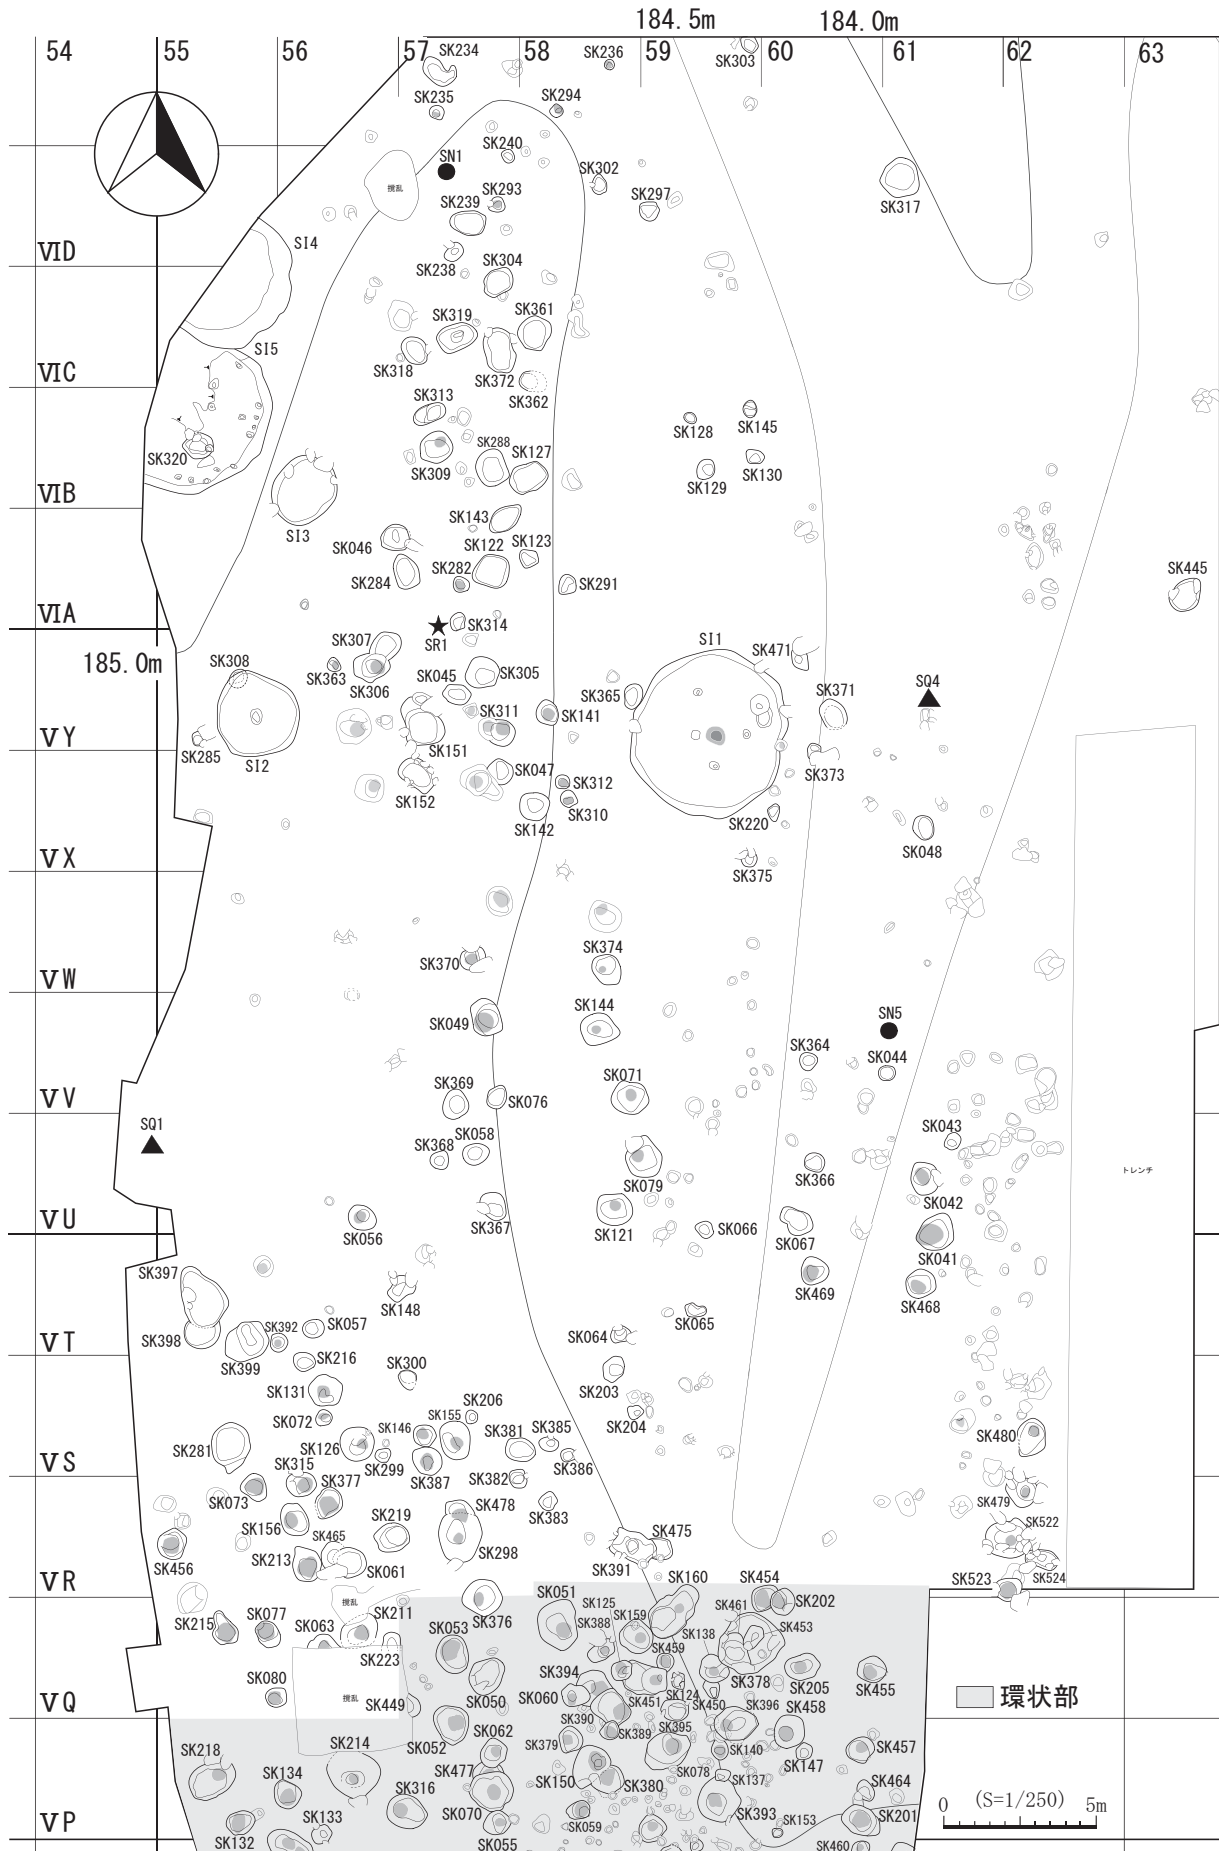 184.5m 184.0m
54 55 56 57 58 59 60 61 62 63
SK234
SK236
SK303
SK235
SK294
SK240
SN1
SK302
撹乱
SK293
SK297
SK239
SK317
SI4
VID
SK238
SK304
SK319
SK361
SI5
SK318
VIC
SK372
SK362
SK313
SK128
SK145
SK288
SK127
SK320
SK309
SK129
SK130
VIB
SK143
SI3
SK046
SK122
SK123
SK282
SK284
SK291
SK445
VIA
SK314
SR1
SK307
SI1
SK471
185.0m
SK308
SK363
SK306
SK045
SK305
SK365
SQ4
SK371
SK311
SK141
VY
SK285
SI2
SK151
SK373
SK047
SK312
SK152
SK310
SK142
SK220
SK048
VX
SK375
SK374
SK370
VW
SK144
SN5
SK049
SK364
SK044
SK071
SK369
VV
SK076
SQ1
SK043
SK058
SK368
SK366
トレンチ
SK079
SK042
VU
SK367
SK066
SK056
SK121
SK067
SK041
SK397
SK469
SK468
SK148
SK392
SK057
SK065
SK064
VT
SK398
SK399
SK216
SK300
SK131
SK203
SK206
SK072
SK146
SK155
SK381
SK385
SK204
SK480
SK281
SK126
SK299
SK387
SK386
VS
SK315
SK377
SK382
SK073
SK478
SK383
SK479
SK219
SK156
SK465
SK475
SK522
SK456
SK213
SK061
SK298
SK391
SK523
SK524
VR
SK160
SK454
撹乱
SK051
SK202
SK376
SK125
SK461
SK211
SK388
SK159
SK453
SK215
SK077
SK063
SK053
SK138
SK459
SK223
SK394
SK378
SK205
SK455
SK080
撹乱
SK449
SK050
SK060
SK451
SK124
SK450
SK396
SK458
環状部
VQ
SK390
SK389
SK395
SK218
SK214
SK052
SK062
SK379
SK140
SK147
SK457
SK134
SK477
SK150
SK380
SK078
SK137
SK464
SK316
SK070
SK393
SK201
(S=1/250)
0 5m
VP
SK132
SK133
SK055
SK059
SK153
SK460